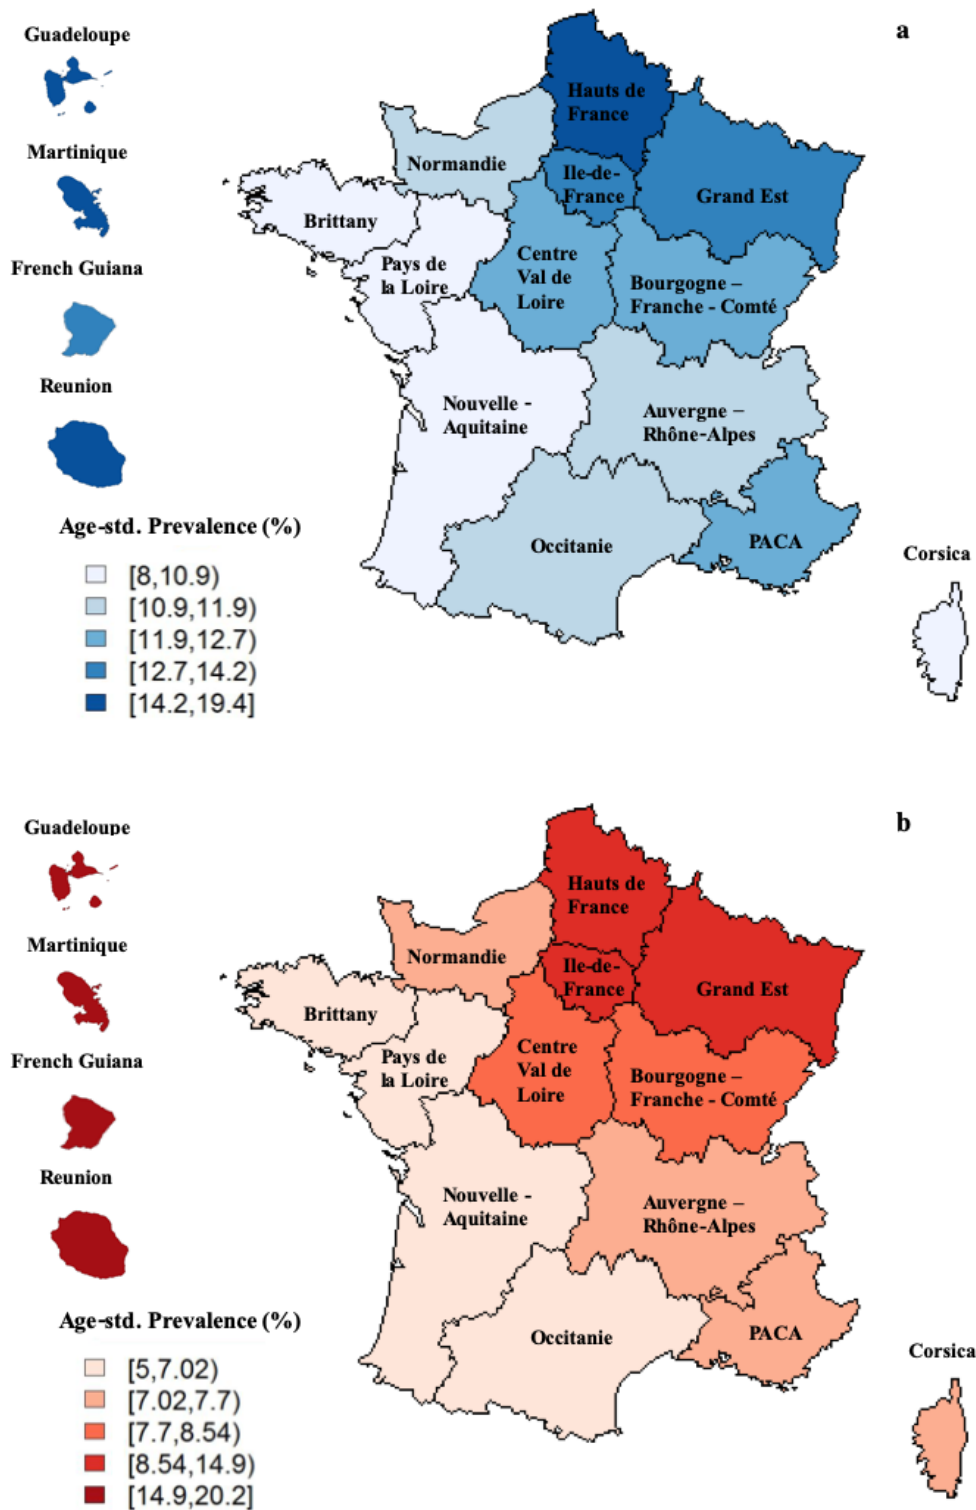 a
Guadeloupe
Martinique
French Guiana
Reunion
Hauts de
France
Normandie
Ile-de-
France
Grand Est
Brittany
Pays de
la Loire
Centre
Val de
Loire
Bourgogne –
Franche - Comté
Nouvelle -
Aquitaine
Auvergne –
Rhône-Alpes
Occitanie
PACA
Corsica
Age-std. Prevalence (%)
[8,10.9)
[10.9,11.9)
[11.9,12.7)
[12.7,14.2)
[14.2,19.4]
b
Guadeloupe
Martinique
French Guiana
Reunion
Hauts de
France
Normandie
Ile-de-
France
Grand Est
Brittany
Pays de
la Loire
Centre
Val de
Loire
Bourgogne –
Franche - Comté
Nouvelle -
Aquitaine
Auvergne –
Rhône-Alpes
Occitanie
PACA
Corsica
Age-std. Prevalence (%)
[5,7.02)
[7.02,7.7)
[7.7,8.54)
[8.54,14.9)
[14.9,20.2]